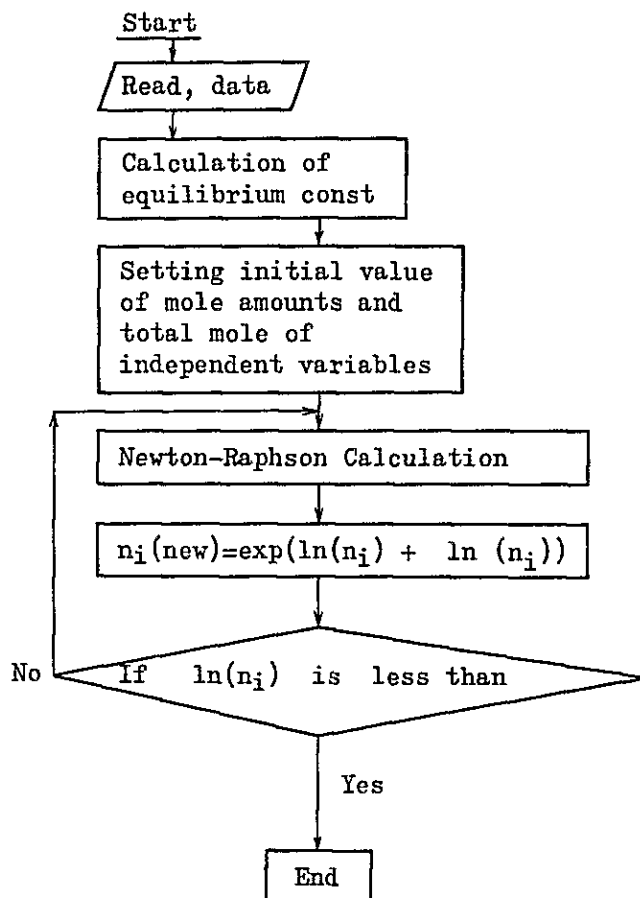 Start
Read, data
Calculation of
equilibrium const
Setting initial value
of mole amounts and
total mole of
independent variables
Newton-Raphson Calculation
ni(new)=exp(ln(ni) + ln (ni))
No
If ln(ni) is less than
Yes
End